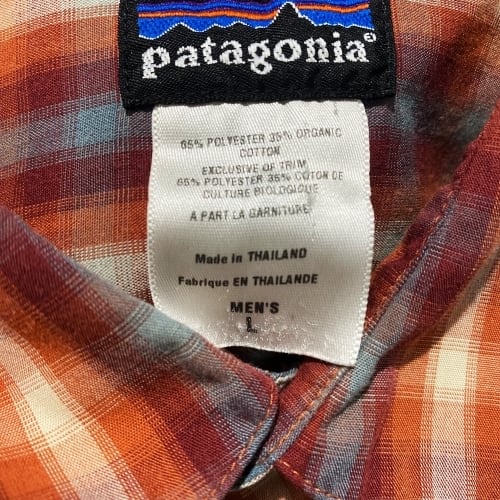 patagonia
65% POLYESTER 35% ORGANIC
COTTON
EXCLUSIVE OF TRIM
65% POLYESTER 35% COTON DE
CULTURE BIOLOGIQUE
A PART LA GARNITURE
Made in THAILAND
Fabrique EN THAILANDE
MEN'S
L